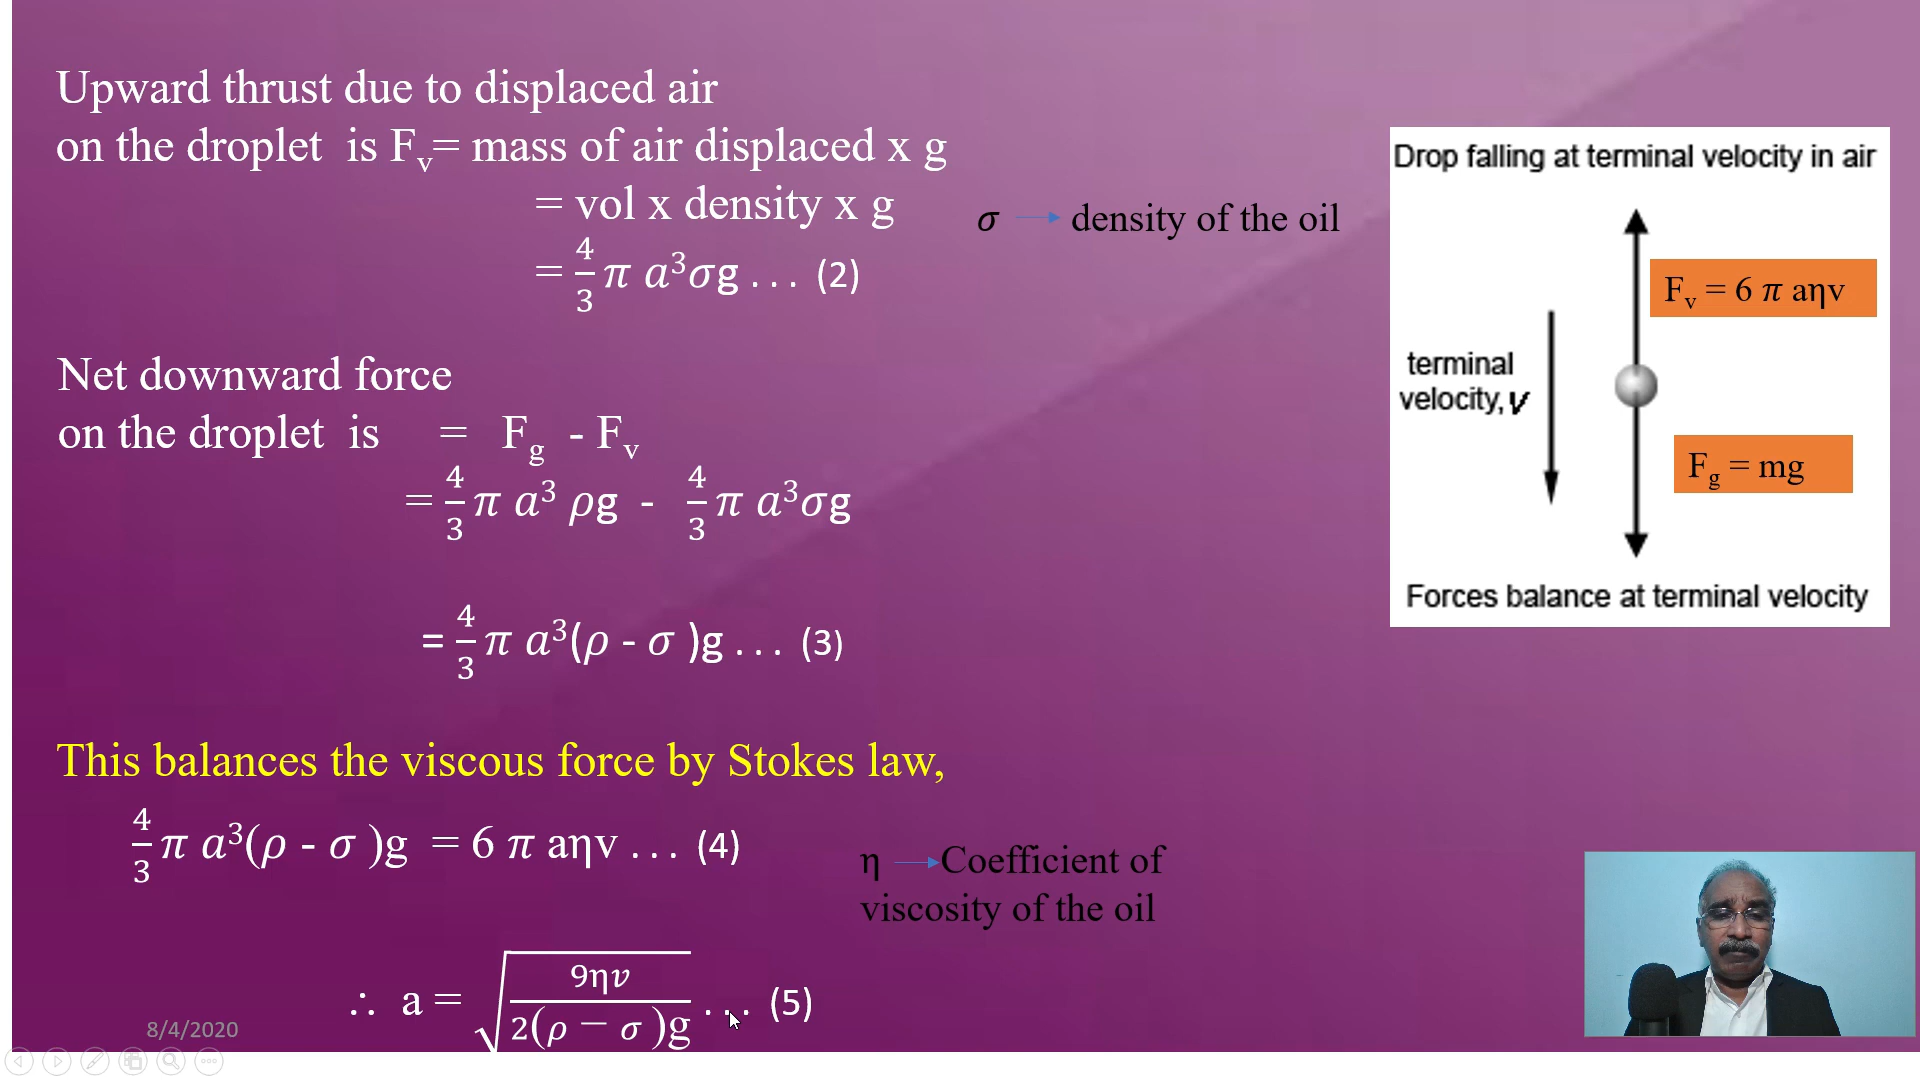 Upward thrust due to displaced air
on the droplet is Fᵥ= mass of air displaced x g
= vol x density x g
= 4/3 π a³σg . . . (2)
σ → density of the oil
Net downward force
on the droplet is = F_g - Fᵥ
= 4/3 π a³ ρg - 4/3 π a³σg
= 4/3 π a³(ρ - σ )g . . . (3)
This balances the viscous force by Stokes law,
4/3 π a³(ρ - σ )g = 6 π aηv . . . (4)
η → Coefficient of
viscosity of the oil
∴ a = √(9ηv / 2(ρ − σ )g) . . . (5)
8/4/2020
Drop falling at terminal velocity in air
Fᵥ = 6 π aηv
terminal
velocity, v
F_g = mg
Forces balance at terminal velocity